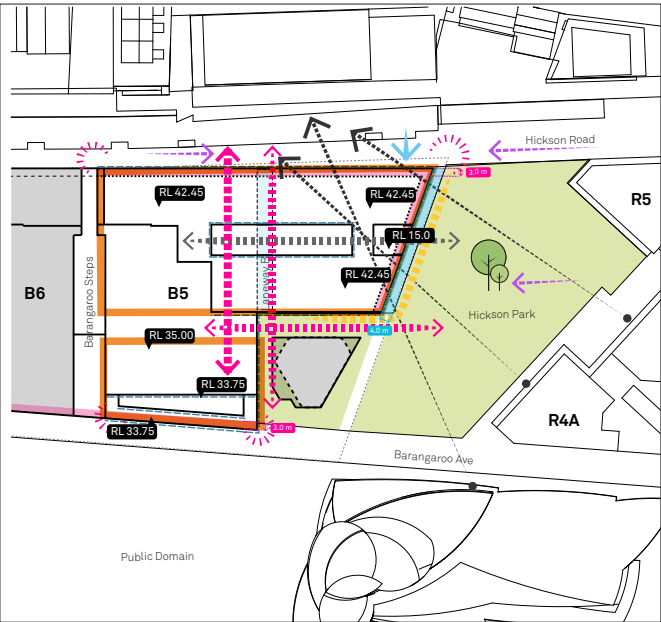 Hickson Road
3.0 m
RL 42.45
RL 42.45
R5
RL 15.0
RL 42.45
Barangaroo Steps
B6
B5
Hickson Park
RL 35.00
4.0 m
RL 33.75
R4A
3.0 m
RL 33.75
Barangaroo Ave
Public Domain